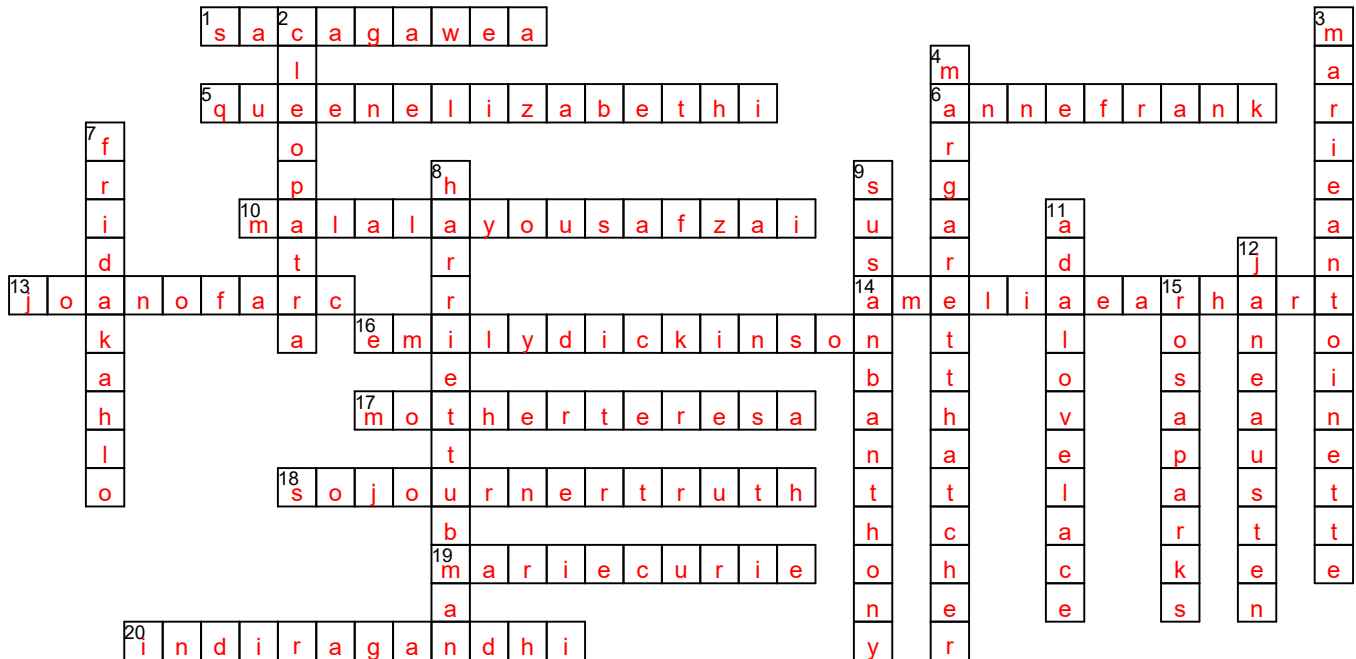 1 sacagawea
2 cleopatra
3 marieantoinette
4 margaretthatcher
5 queenelizabethi
6 annefrank
7 fridakahlo
8 harriettubman
9 susanbanthony
10 malalayousafzai
11 adalovelace
12 janeausten
13 joanofarc
14 ameliaearhart
15 rosaparks
16 emilydickinson
17 motherteresa
18 sojournertruth
19 mariecurie
20 indiragandhi